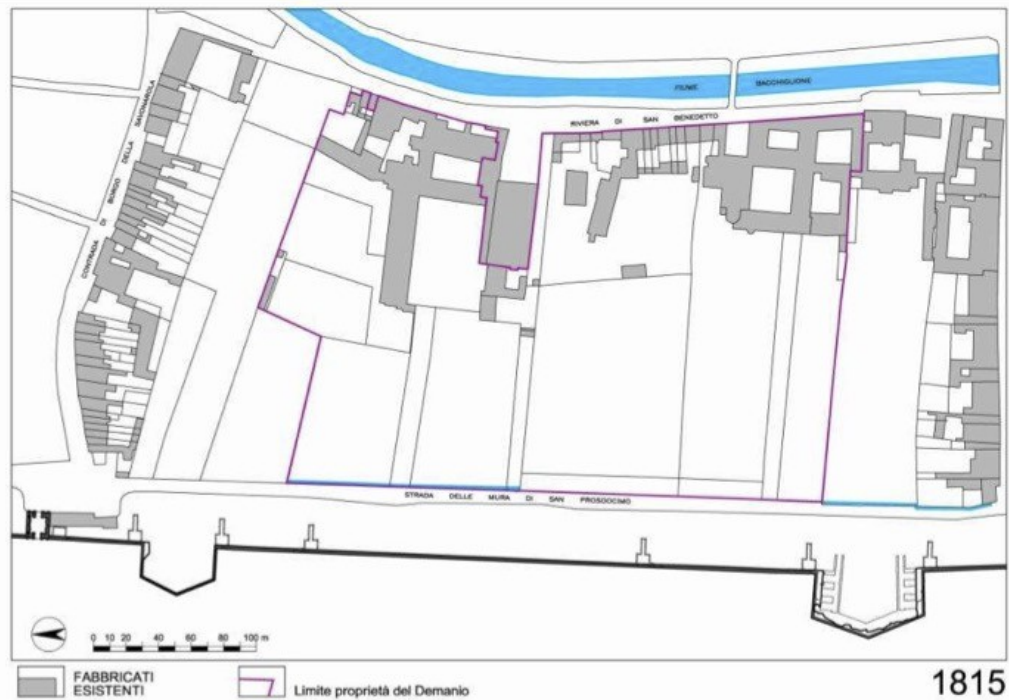 FIUME BACCHIGLIONE
RIVIERA DI SAN BENEDETTO
CONTRADA DI BORGO DELLA SAVONAROLA
STRADA DELLE MURA DI SAN PROSDOCIMO
0 10 20 40 60 80 100 m
FABBRICATI
ESISTENTI
Limite proprietà del Demanio
1815